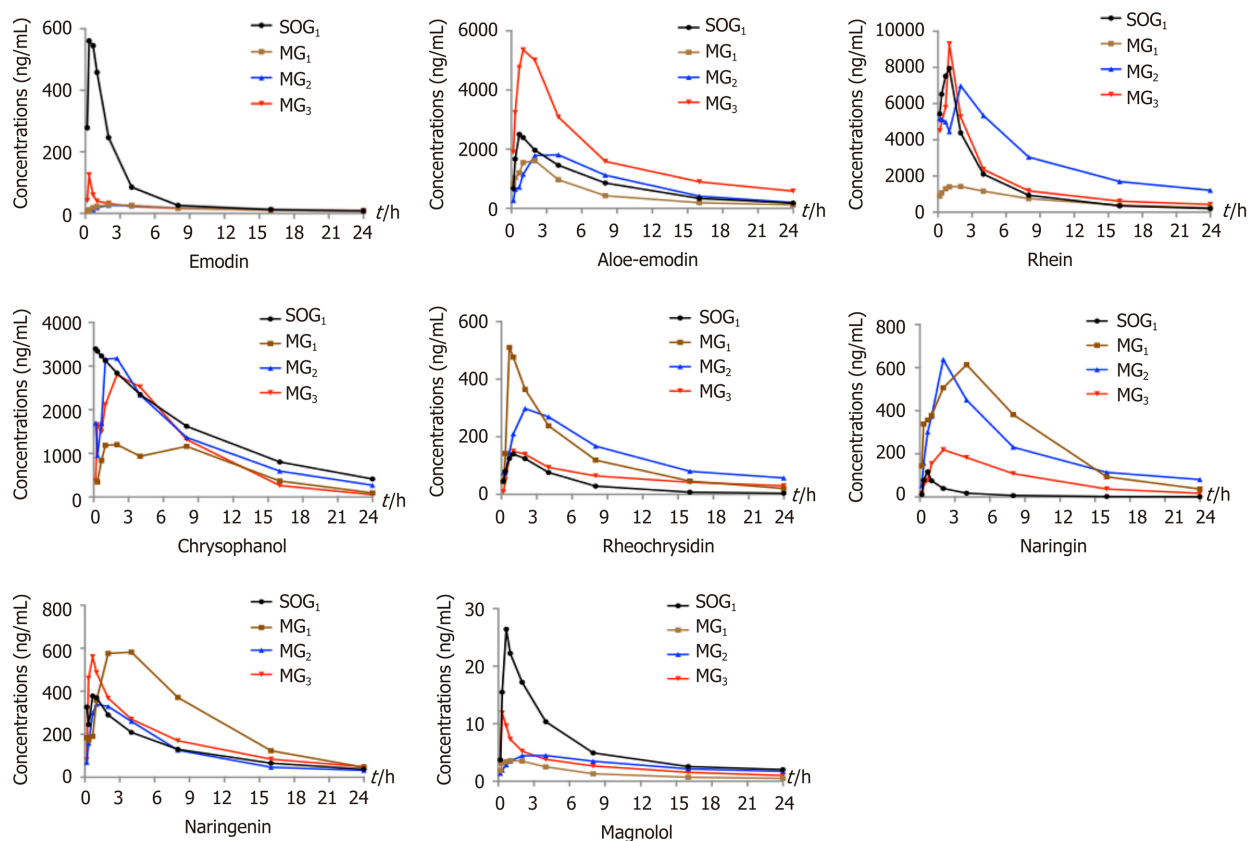 Concentrations (ng/mL)
600
400
200
0
SOG₁
MG₁
MG₂
MG₃
t/h
0 3 6 9 12 15 18 21 24
Emodin
Concentrations (ng/mL)
6000
4000
2000
0
SOG₁
MG₁
MG₂
MG₃
t/h
0 3 6 9 12 15 18 21 24
Aloe-emodin
Concentrations (ng/mL)
10000
8000
6000
4000
2000
0
SOG₁
MG₁
MG₂
MG₃
t/h
0 3 6 9 12 15 18 21 24
Rhein
Concentrations (ng/mL)
4000
3000
2000
1000
0
SOG₁
MG₁
MG₂
MG₃
t/h
0 3 6 9 12 15 18 21 24
Chrysophanol
Concentrations (ng/mL)
600
400
200
0
SOG₁
MG₁
MG₂
MG₃
t/h
0 3 6 9 12 15 18 21 24
Rheochrysidin
Concentrations (ng/mL)
800
600
400
200
0
SOG₁
MG₁
MG₂
MG₃
t/h
0 3 6 9 12 15 18 21 24
Naringin
Concentrations (ng/mL)
800
600
400
200
0
SOG₁
MG₁
MG₂
MG₃
t/h
0 3 6 9 12 15 18 21 24
Naringenin
Concentrations (ng/mL)
30
20
10
0
SOG₁
MG₁
MG₂
MG₃
t/h
0 3 6 9 12 15 18 21 24
Magnolol